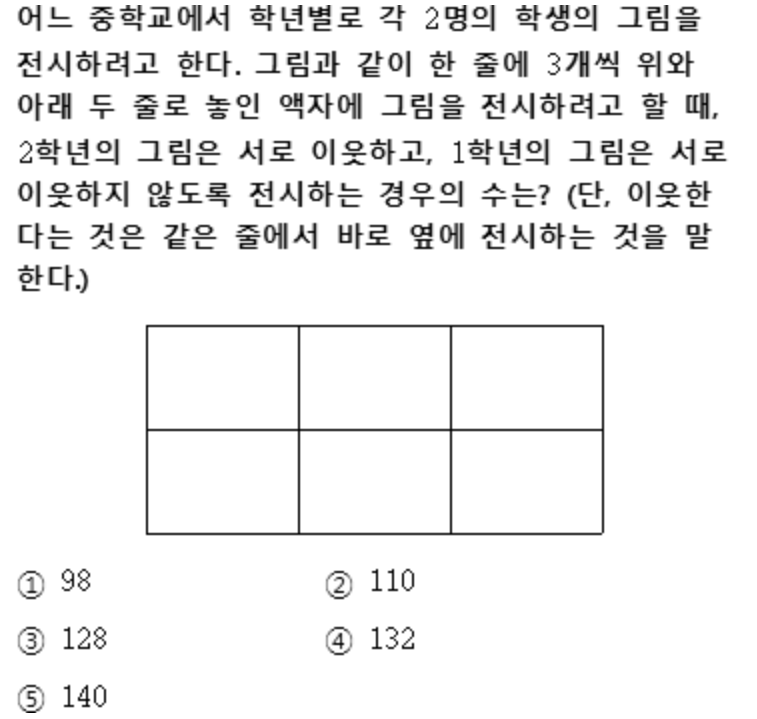 어느 중학교에서 학년별로 각 2명의 학생의 그림을
전시하려고 한다. 그림과 같이 한 줄에 3개씩 위와
아래 두 줄로 놓인 액자에 그림을 전시하려고 할 때,
2학년의 그림은 서로 이웃하고, 1학년의 그림은 서로
이웃하지 않도록 전시하는 경우의 수는? (단, 이웃한
다는 것은 같은 줄에서 바로 옆에 전시하는 것을 말
한다.)
① 98 ② 110
③ 128 ④ 132
⑤ 140